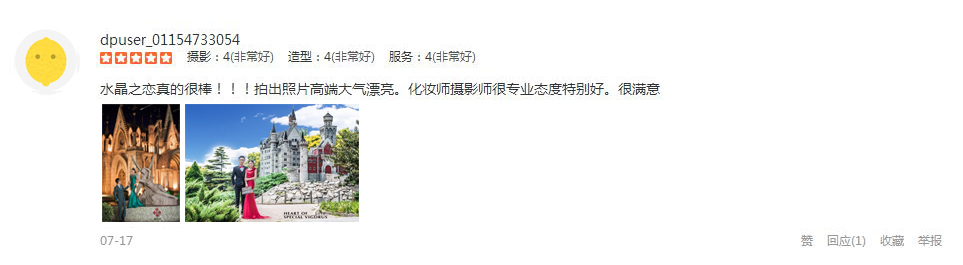 dpuser_01154733054
摄影：4(非常好) 造型：4(非常好) 服务：4(非常好)
水晶之恋真的很棒！！！拍出照片高端大气漂亮。化妆师摄影师很专业态度特别好。很满意
HEART OF
SPECIAL VIGORUS
07-17 赞 回应(1) 收藏 举报